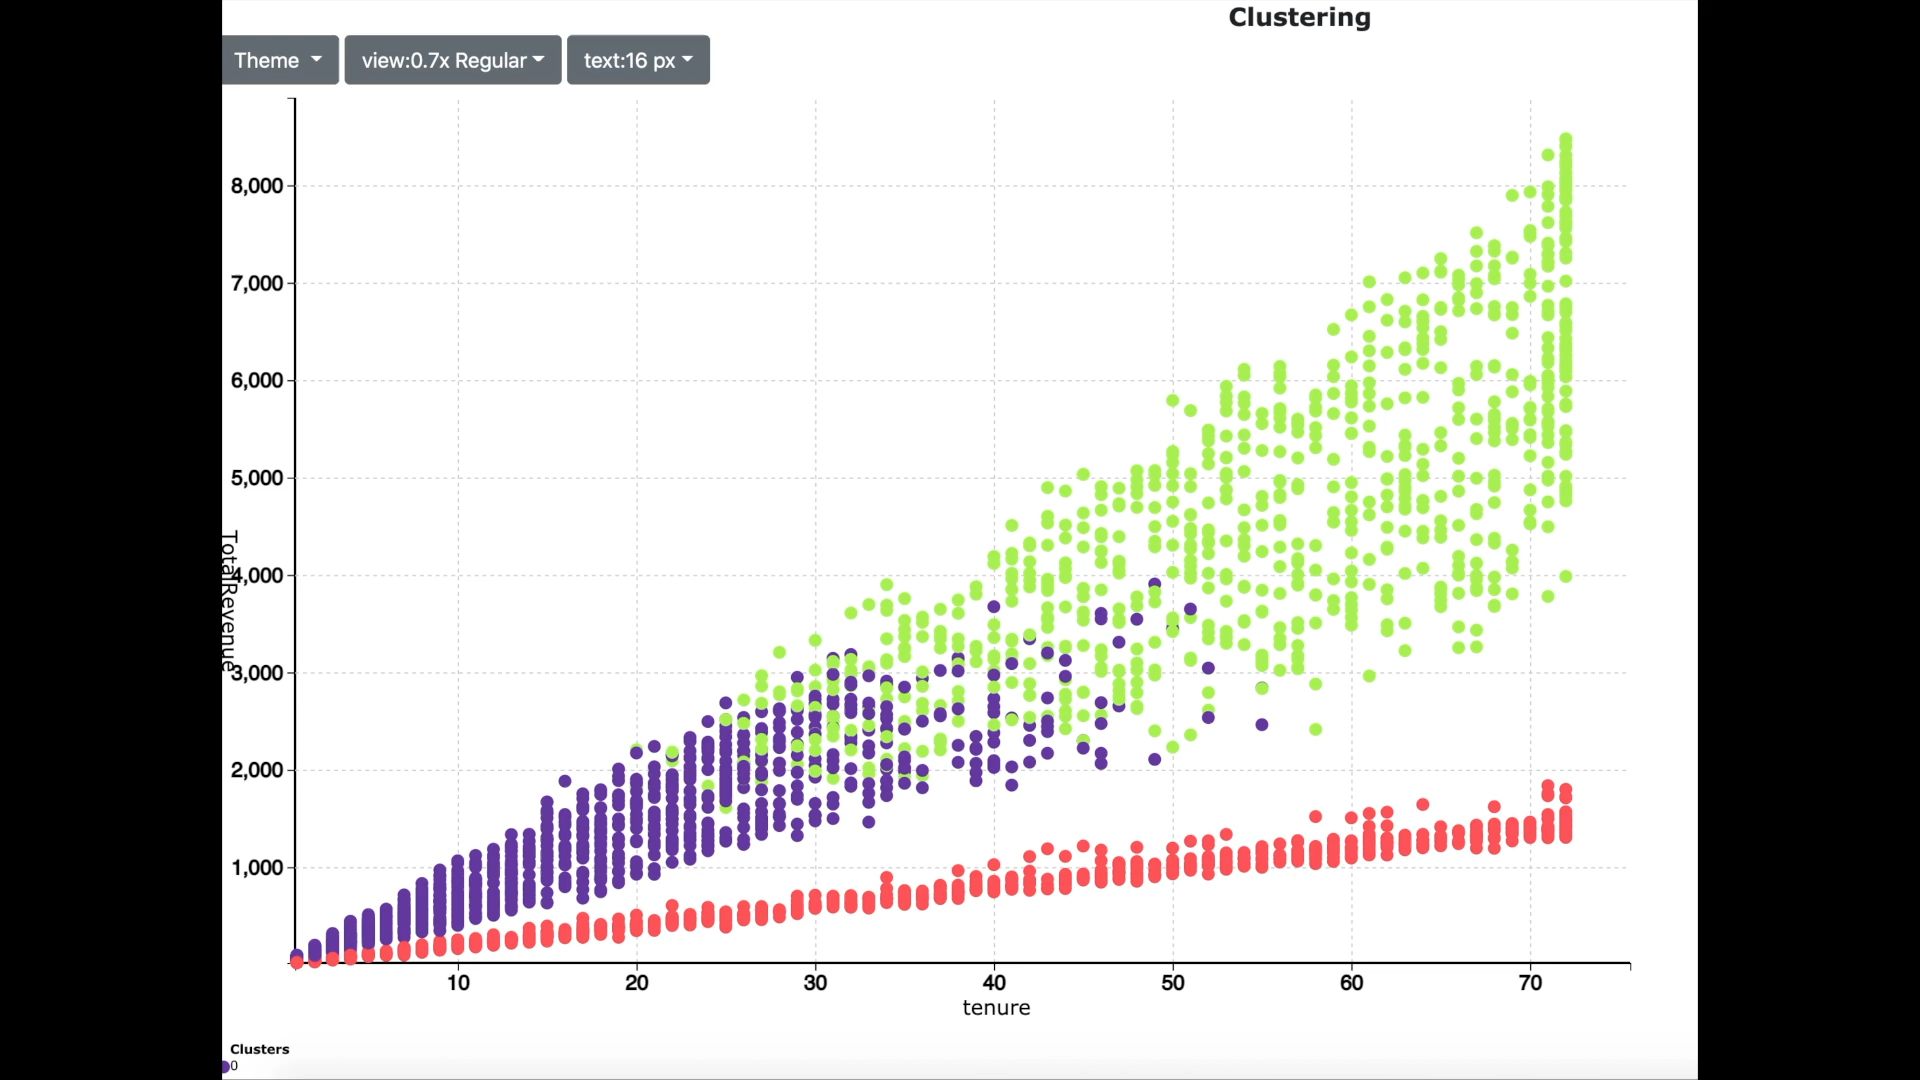 Clustering
Theme
view:0.7x Regular
text:16 px
8,000
7,000
6,000
5,000
4,000
3,000
2,000
1,000
TotalRevenue
10 20 30 40 50 60 70
tenure
Clusters
0